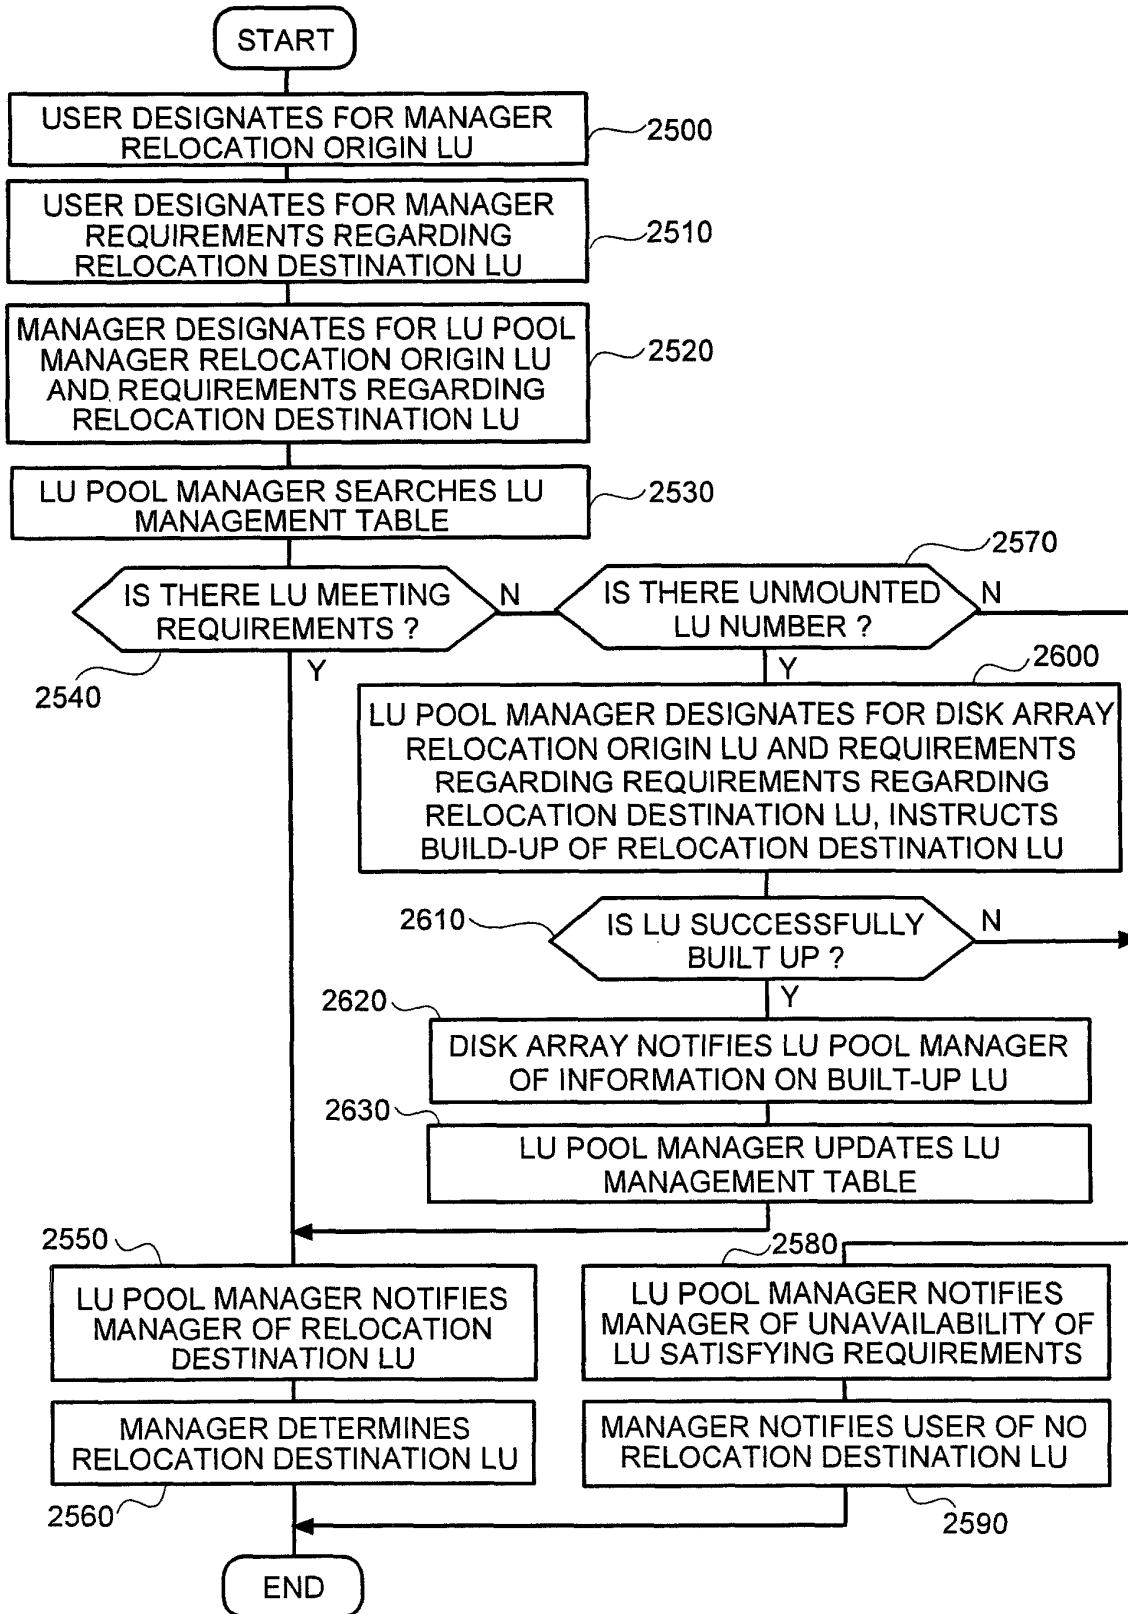 START
USER DESIGNATES FOR MANAGER
RELOCATION ORIGIN LU
2500
USER DESIGNATES FOR MANAGER
REQUIREMENTS REGARDING
RELOCATION DESTINATION LU
2510
MANAGER DESIGNATES FOR LU POOL
MANAGER RELOCATION ORIGIN LU
AND REQUIREMENTS REGARDING
RELOCATION DESTINATION LU
2520
LU POOL MANAGER SEARCHES LU
MANAGEMENT TABLE
2530
IS THERE LU MEETING
REQUIREMENTS ?
N
Y
2540
2570
IS THERE UNMOUNTED
LU NUMBER ?
N
Y
2600
LU POOL MANAGER DESIGNATES FOR DISK ARRAY
RELOCATION ORIGIN LU AND REQUIREMENTS
REGARDING REQUIREMENTS REGARDING
RELOCATION DESTINATION LU, INSTRUCTS
BUILD-UP OF RELOCATION DESTINATION LU
2610
IS LU SUCCESSFULLY
BUILT UP ?
N
Y
2620
DISK ARRAY NOTIFIES LU POOL MANAGER
OF INFORMATION ON BUILT-UP LU
2630
LU POOL MANAGER UPDATES LU
MANAGEMENT TABLE
2550
LU POOL MANAGER NOTIFIES
MANAGER OF RELOCATION
DESTINATION LU
2580
LU POOL MANAGER NOTIFIES
MANAGER OF UNAVAILABILITY OF
LU SATISFYING REQUIREMENTS
MANAGER DETERMINES
RELOCATION DESTINATION LU
2560
MANAGER NOTIFIES USER OF NO
RELOCATION DESTINATION LU
2590
END